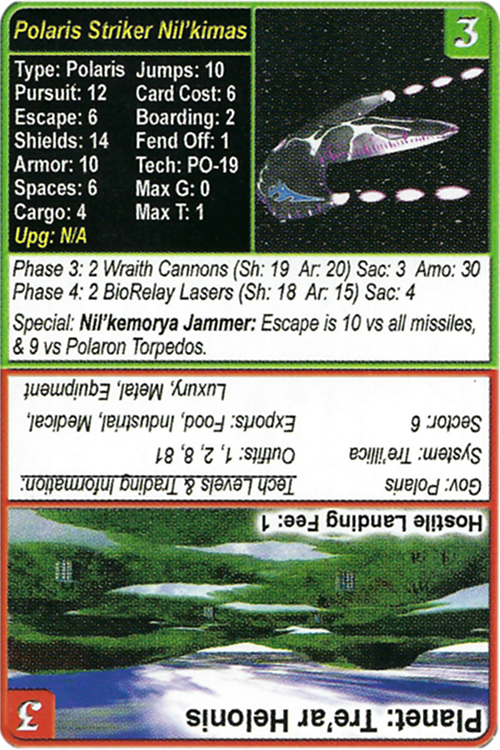 Polaris Striker Nil'kimas
3
Type: Polaris Jumps: 10
Pursuit: 12 Card Cost: 6
Escape: 6 Boarding: 2
Shields: 14 Fend Off: 1
Armor: 10 Tech: PO-19
Spaces: 6 Max G: 0
Cargo: 4 Max T: 1
Upg: N/A
Phase 3: 2 Wraith Cannons (Sh: 19 Ar: 20) Sac: 3 Amo: 30
Phase 4: 2 BioRelay Lasers (Sh: 18 Ar: 15) Sac: 4
Special: Nil'kemorya Jammer: Escape is 10 vs all missiles,
& 9 vs Polaron Torpedos.
Planet: Tre'ar Helonis
3
Hostile Landing Fee: 1
Gov: Polaris Tech Levels & Trading Information:
System: Tre'illica Outfits: 1, 2, 8, 81
Sector: 6 Exports: Food, Industrial, Medical,
Luxury, Metal, Equipment